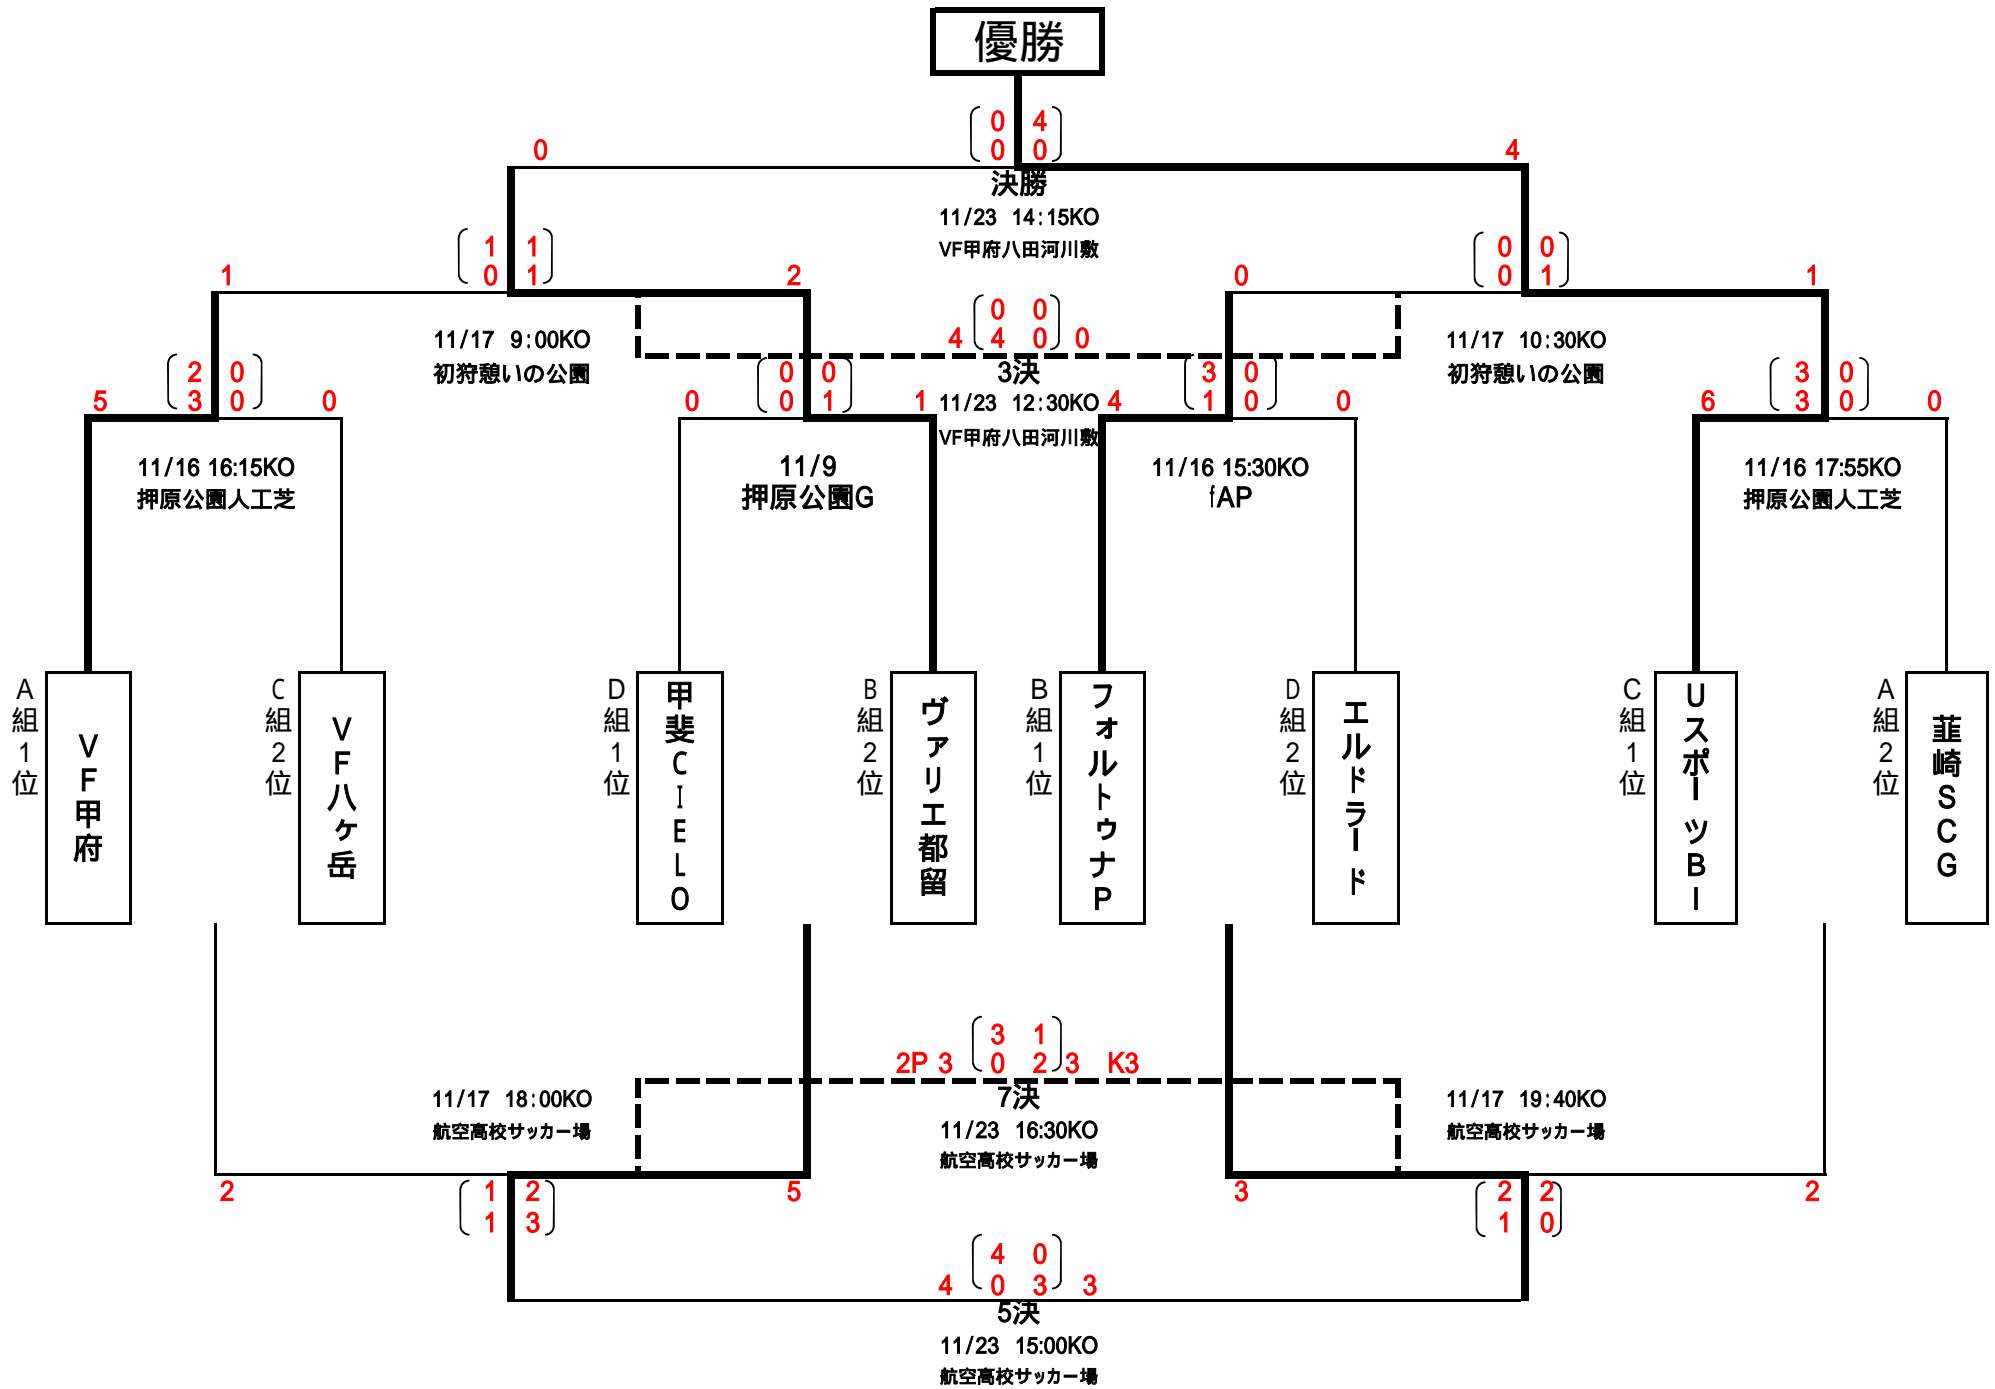 優勝
0 4
0 4
0 0
決勝
11/23 14:15KO
VF甲府八田河川敷
1 1
0 0
1 0 1 2
0 0 1 1
0 0
4 4 0 0
3決
11/23 12:30KO
VF甲府八田河川敷
11/17 9:00KO
初狩憩いの公園
11/17 10:30KO
初狩憩いの公園
2 0
5 3 0 0
0 0
0 0 1 1
3 0
4 1 0 0
3 0
6 3 0 0
11/16 16:15KO
押原公園人工芝
11/9
押原公園G
11/16 15:30KO
fAP
11/16 17:55KO
押原公園人工芝
A組1位
VF甲府
C組2位
VF八ケ岳
D組1位
甲斐CIELO
B組2位
ヴァリエ都留
B組1位
フォルトゥナP
D組2位
エルドラード
C組1位
UスポーツBI
A組2位
韮崎SCG
3 1
2P 3 0 2 3 K3
7決
11/23 16:30KO
航空高校サッカー場
11/17 18:00KO
航空高校サッカー場
11/17 19:40KO
航空高校サッカー場
2 1 2 5
1 3
3 2 2 2
1 0
4 0
4 0 3 3
5決
11/23 15:00KO
航空高校サッカー場